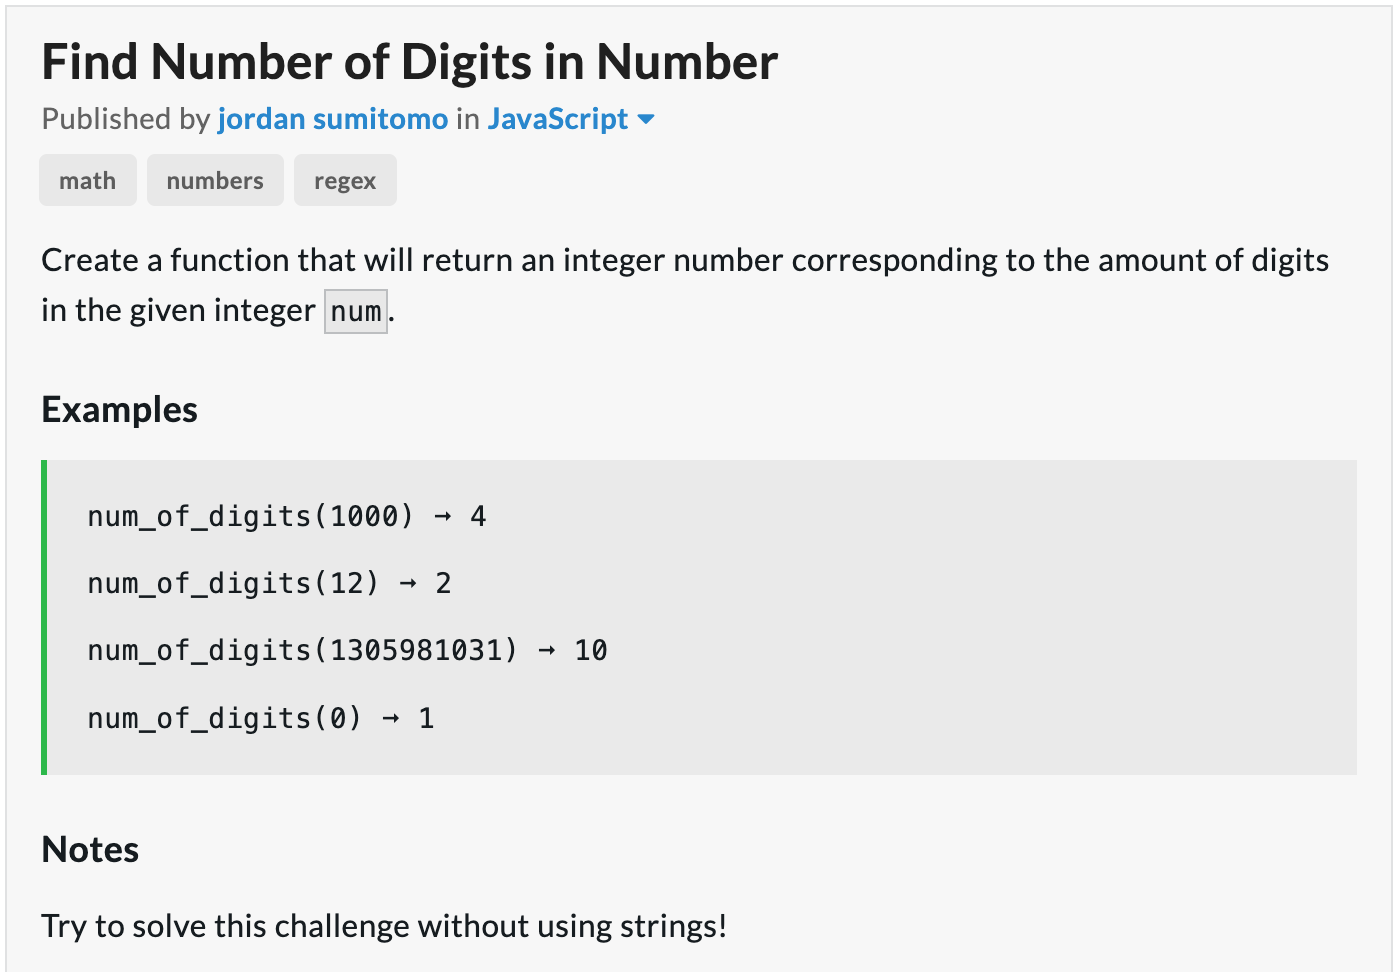 Find Number of Digits in Number
Published by jordan sumitomo in JavaScript
math numbers regex
Create a function that will return an integer number corresponding to the amount of digits
in the given integer num.
Examples
num_of_digits(1000) → 4
num_of_digits(12) → 2
num_of_digits(1305981031) → 10
num_of_digits(0) → 1
Notes
Try to solve this challenge without using strings!